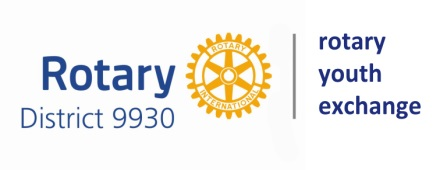 Rotary
District 9930
ROTARY
INTERNATIONAL
rotary
youth
exchange